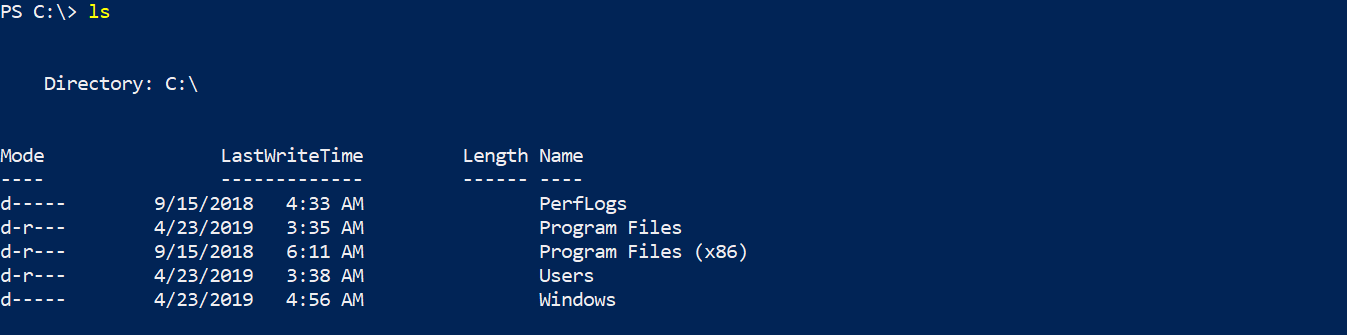 PS C:\> ls
Directory: C:\
Mode                LastWriteTime         Length Name
----                -------------         ------ ----
d-----        9/15/2018   4:33 AM                PerfLogs
d-r---        4/23/2019   3:35 AM                Program Files
d-r---        9/15/2018   6:11 AM                Program Files (x86)
d-r---        4/23/2019   3:38 AM                Users
d-----        4/23/2019   4:56 AM                Windows